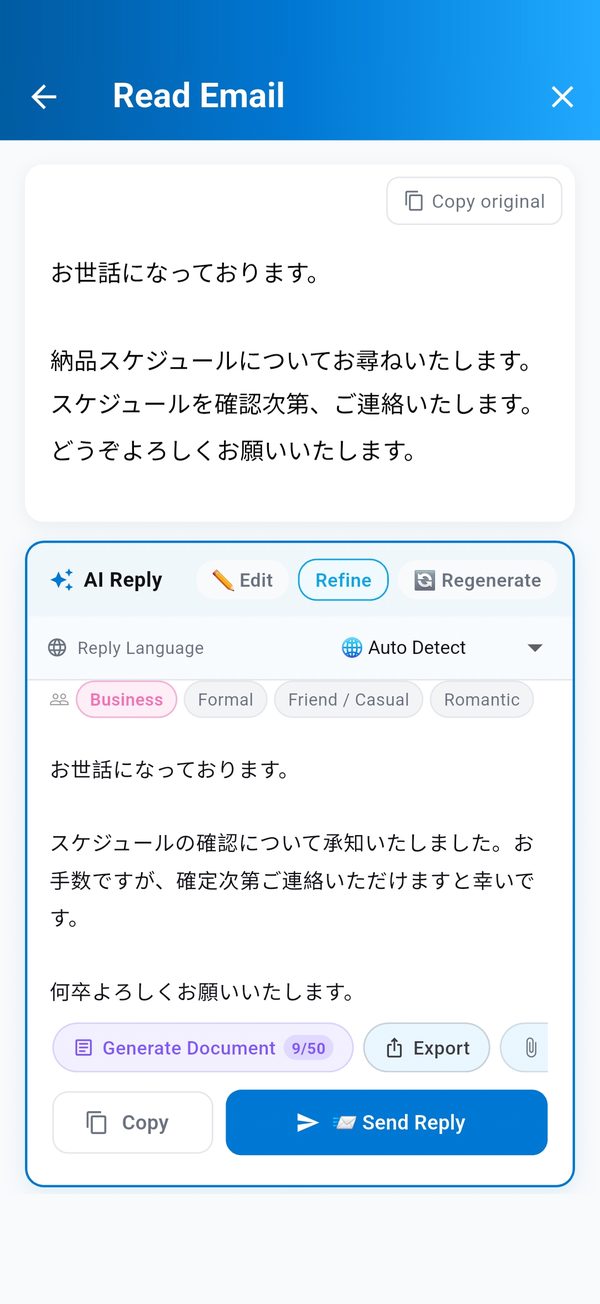 Read Email
Copy original
お世話になっております。
納品スケジュールについてお尋ねいたします。
スケジュールを確認次第、ご連絡いたします。
どうぞよろしくお願いいたします。
AI Reply
Edit
Refine
Regenerate
Reply Language
Auto Detect
Business
Formal
Friend / Casual
Romantic
お世話になっております。
スケジュールの確認について承知いたしました。お
手数ですが、確定次第ご連絡いただけますと幸いで
す。
何卒よろしくお願いいたします。
Generate Document 9/50
Export
Copy
Send Reply